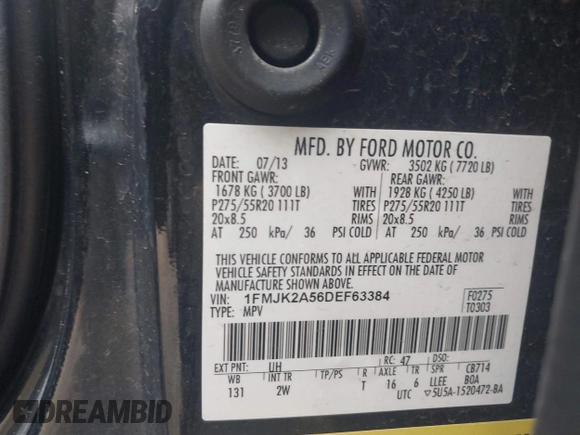 MFD. BY FORD MOTOR CO.
DATE: 07/13 GVWR: 3502 KG ( 7720 LB)
FRONT GAWR: REAR GAWR:
1678 KG ( 3700 LB) WITH 1928 KG ( 4250 LB) WITH
P275/55R20 111T TIRES P275/55R20 111T TIRES
20x8.5 RIMS 20x8.5 RIMS
AT 250 kPa/ 36 PSI COLD AT 250 kPa/ 36 PSI COLD
THIS VEHICLE CONFORMS TO ALL APPLICABLE FEDERAL MOTOR
VEHICLE SAFETY STANDARDS IN EFFECT ON THE DATE OF
MANUFACTURE SHOWN ABOVE.
VIN: 1FMJK2A56DEF63384 F0275
TYPE: MPV T0303
EXT PNT: UH RC: 47 DSO:
WB INT TR TP/PS R AXLE TR SPR CB714
131 2W T 16 6 LLEE BOA
UTC ▽5U5A-1520472-BA
DREAMBID